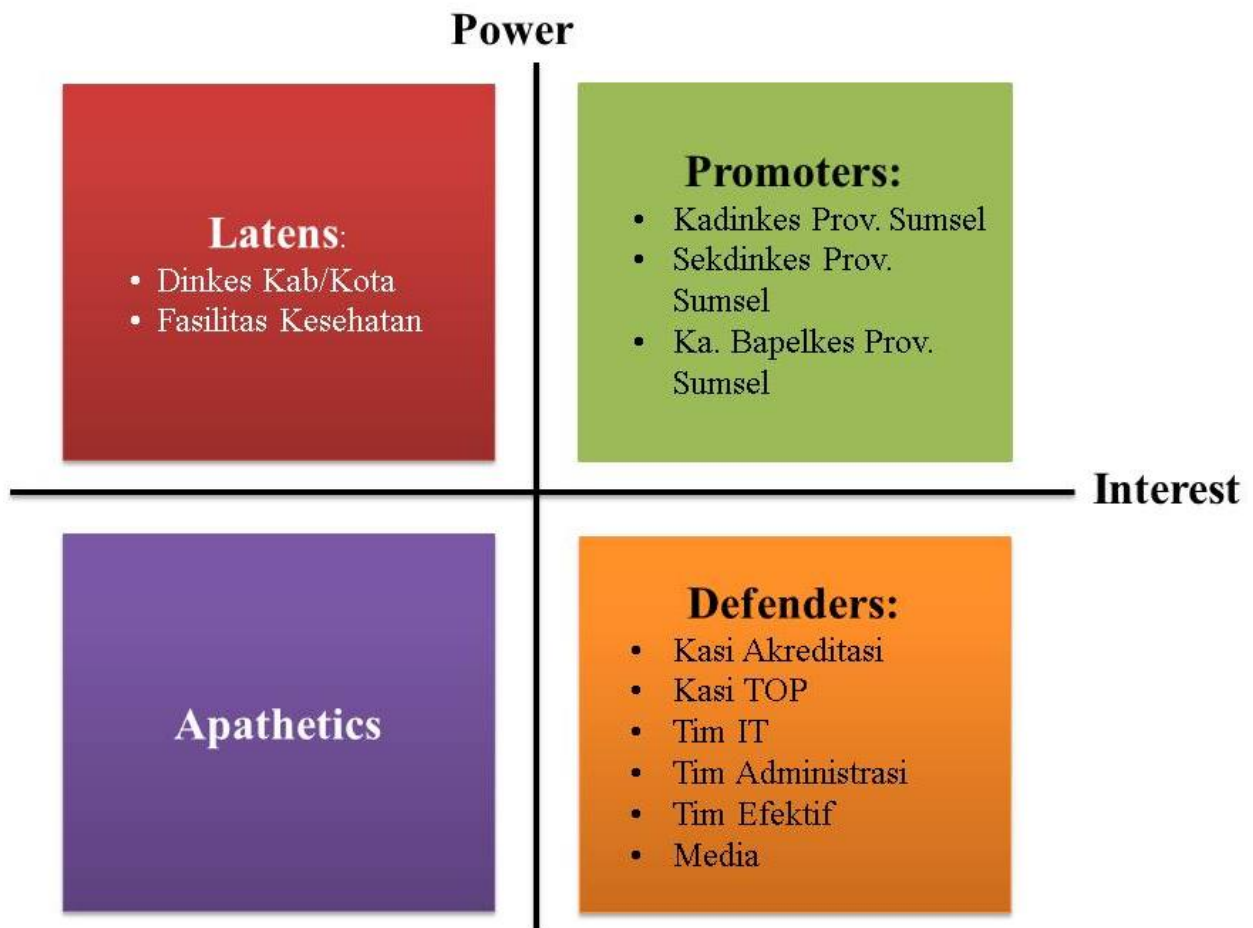 Power
Latens:
• Dinkes Kab/Kota
• Fasilitas Kesehatan
Promoters:
• Kadinkes Prov. Sumsel
• Sekdinkes Prov.
Sumsel
• Ka. Bapelkes Prov.
Sumsel
Interest
Apathetics
Defenders:
• Kasi Akreditasi
• Kasi TOP
• Tim IT
• Tim Administrasi
• Tim Efektif
• Media